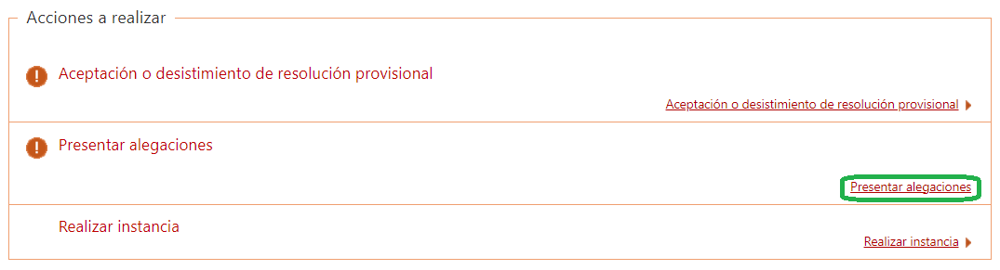 Acciones a realizar
Aceptación o desistimiento de resolución provisional
Aceptación o desistimiento de resolución provisional
Presentar alegaciones
Presentar alegaciones
Realizar instancia
Realizar instancia